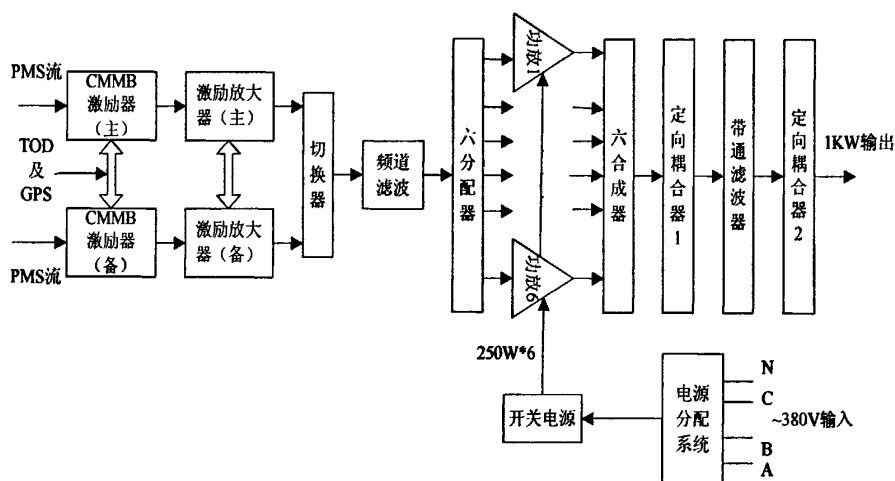 PMS流
CMMB
激励器
（主）
激励放大
器（主）
TOD
及
GPS
CMMB
激励器
（备）
激励放大
器（备）
PMS流
切换器
频道
滤波
六分配器
功放1
功放6
六合成器
定向耦合器1
带通滤波器
定向耦合器2
1KW输出
250W*6
开关电源
电源
分配
系统
N
C
~380V输入
B
A